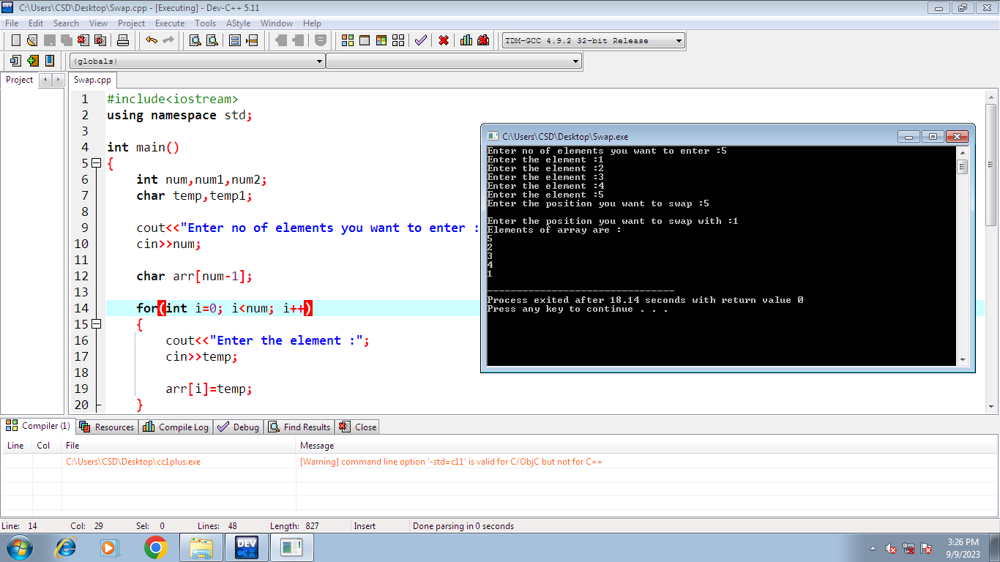 C:\Users\CSD\Desktop\Swap.cpp - [Executing] - Dev-C++ 5.11
File Edit Search View Project Execute Tools AStyle Window Help
TDM-GCC 4.9.2 32-bit Release
(globals)
Project
Swap.cpp
1 #include<iostream>
2 using namespace std;
3
4 int main()
5 {
6 int num,num1,num2;
7 char temp,temp1;
8
9 cout<<"Enter no of elements you want to enter :
10 cin>>num;
11
12 char arr[num-1];
13
14 for(int i=0; i<num; i++)
15 {
16 cout<<"Enter the element :";
17 cin>>temp;
18
19 arr[i]=temp;
20 }
C:\Users\CSD\Desktop\Swap.exe
Enter no of elements you want to enter :5
Enter the element :1
Enter the element :2
Enter the element :3
Enter the element :4
Enter the element :5
Enter the position you want to swap :5
Enter the position you want to swap with :1
Elements of array are :
5
2
3
4
1
--------------------------------
Process exited after 18.14 seconds with return value 0
Press any key to continue . . .
Compiler (1) Resources Compile Log Debug Find Results Close
Line Col File Message
C:\Users\CSD\Desktop\cc1plus.exe [Warning] command line option '-std=c11' is valid for C/ObjC but not for C++
Line: 14 Col: 29 Sel: 0 Lines: 48 Length: 827 Insert Done parsing in 0 seconds
DEV C++
3:26 PM
9/9/2023